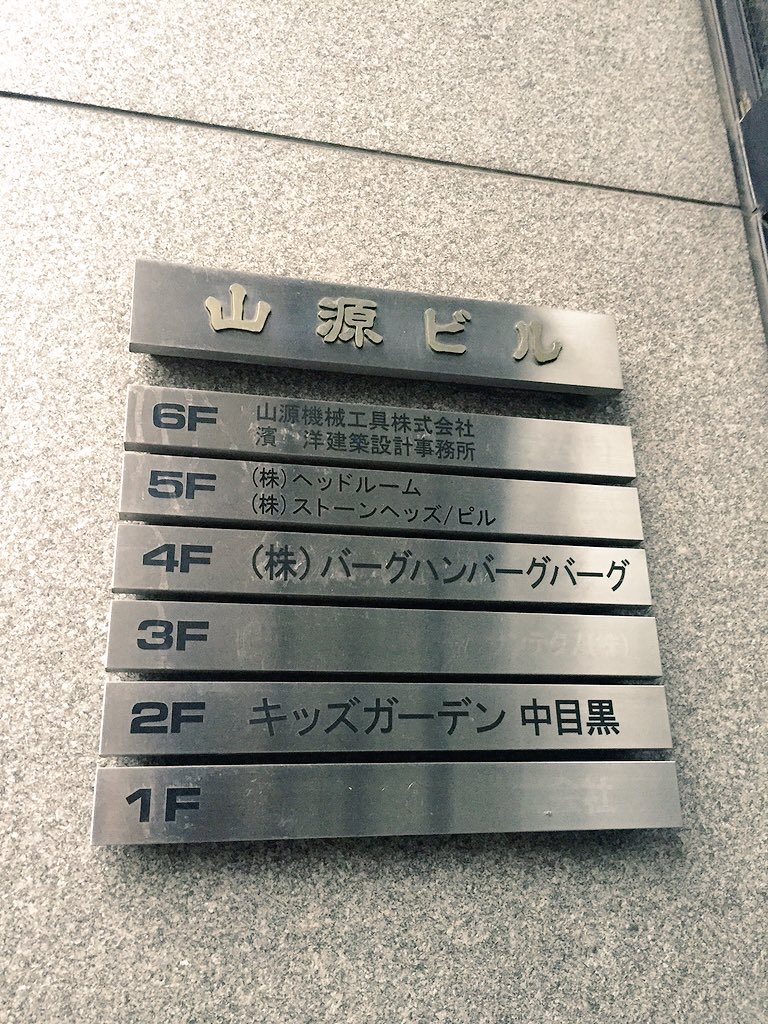 山源ビル
6F 山源機械工具株式会社
濱 洋建築設計事務所
5F (株)ヘッドルーム
(株)ストーンヘッズ/ピル
4F (株)バーグハンバーグバーグ
3F
2F キッズガーデン 中目黒
1F